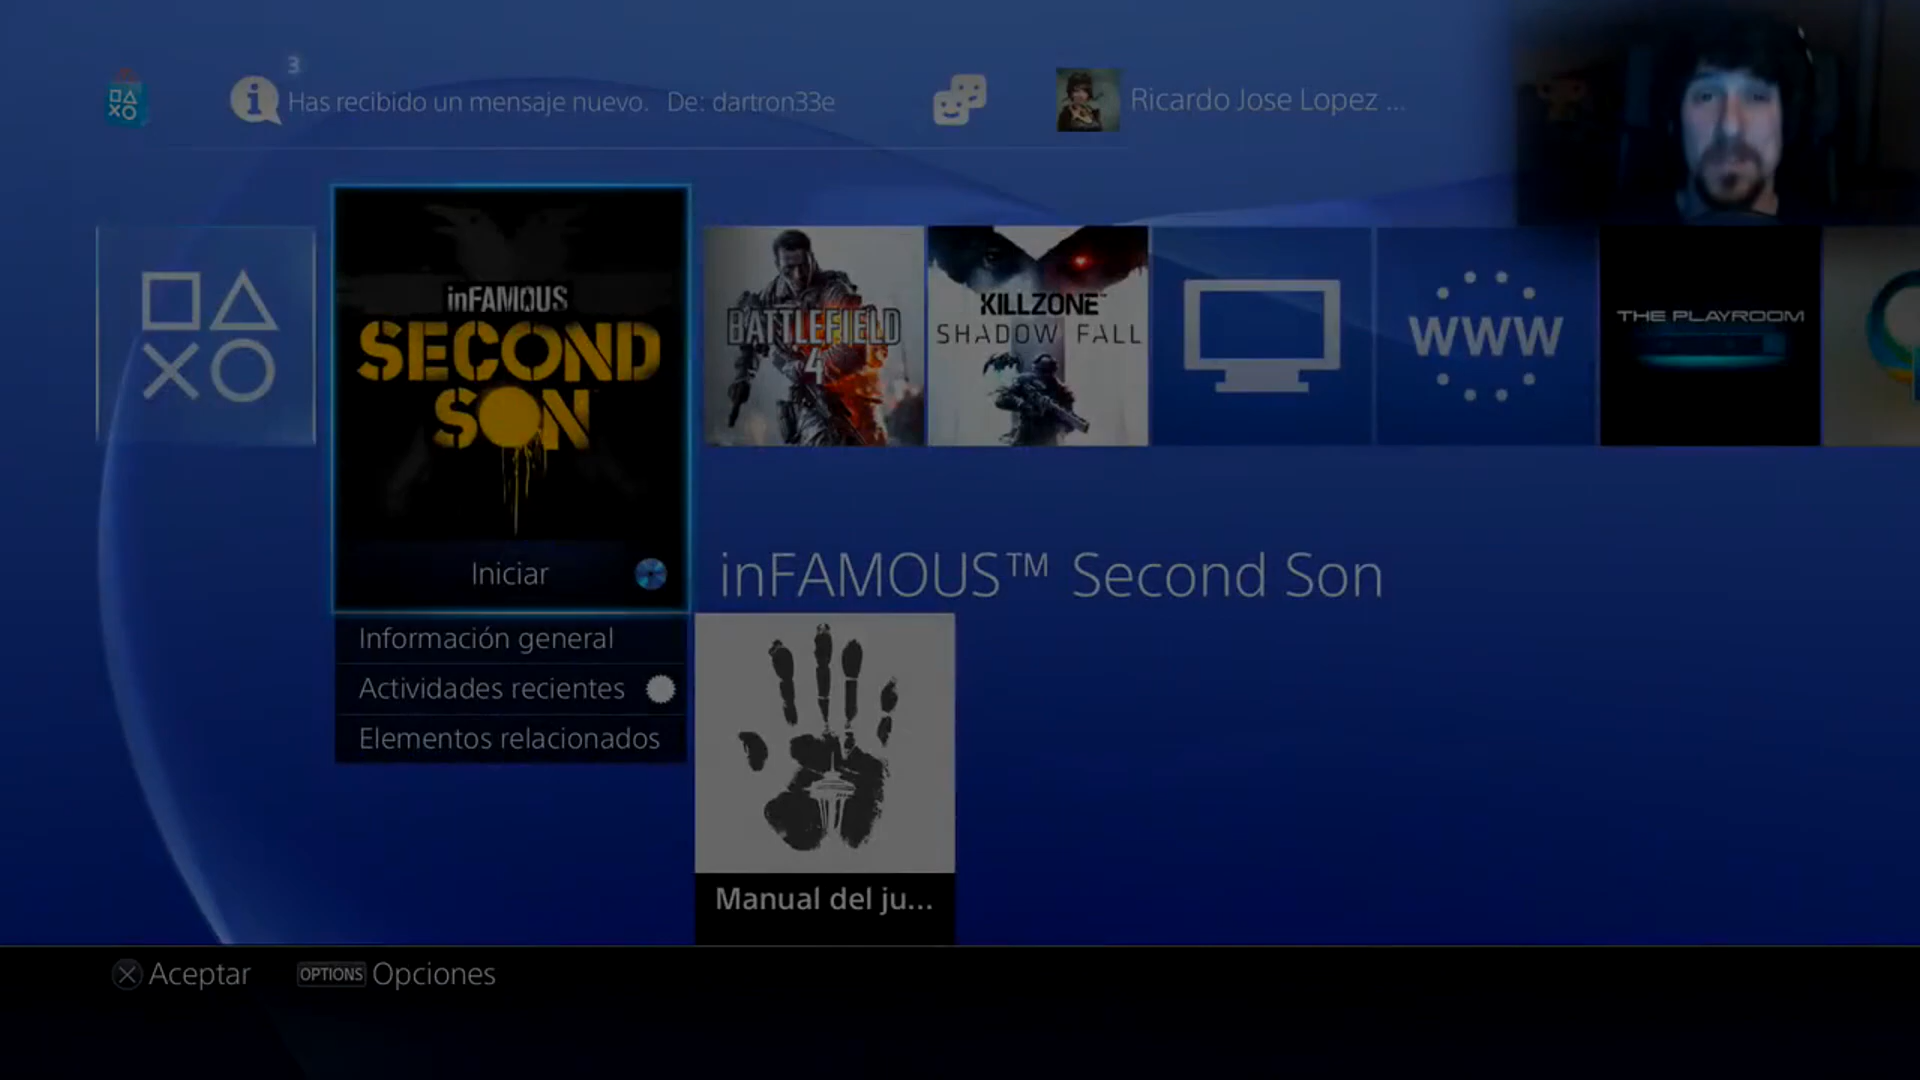 3
Has recibido un mensaje nuevo. De: dartron33e
Ricardo Jose Lopez ...
inFAMOUS
SECOND
SON
BATTLEFIELD
4
KILLZONE™
SHADOW FALL
WWW
THE PLAYROOM
Iniciar
inFAMOUS™ Second Son
Información general
Actividades recientes
Elementos relacionados
Manual del ju...
Aceptar
OPTIONS Opciones